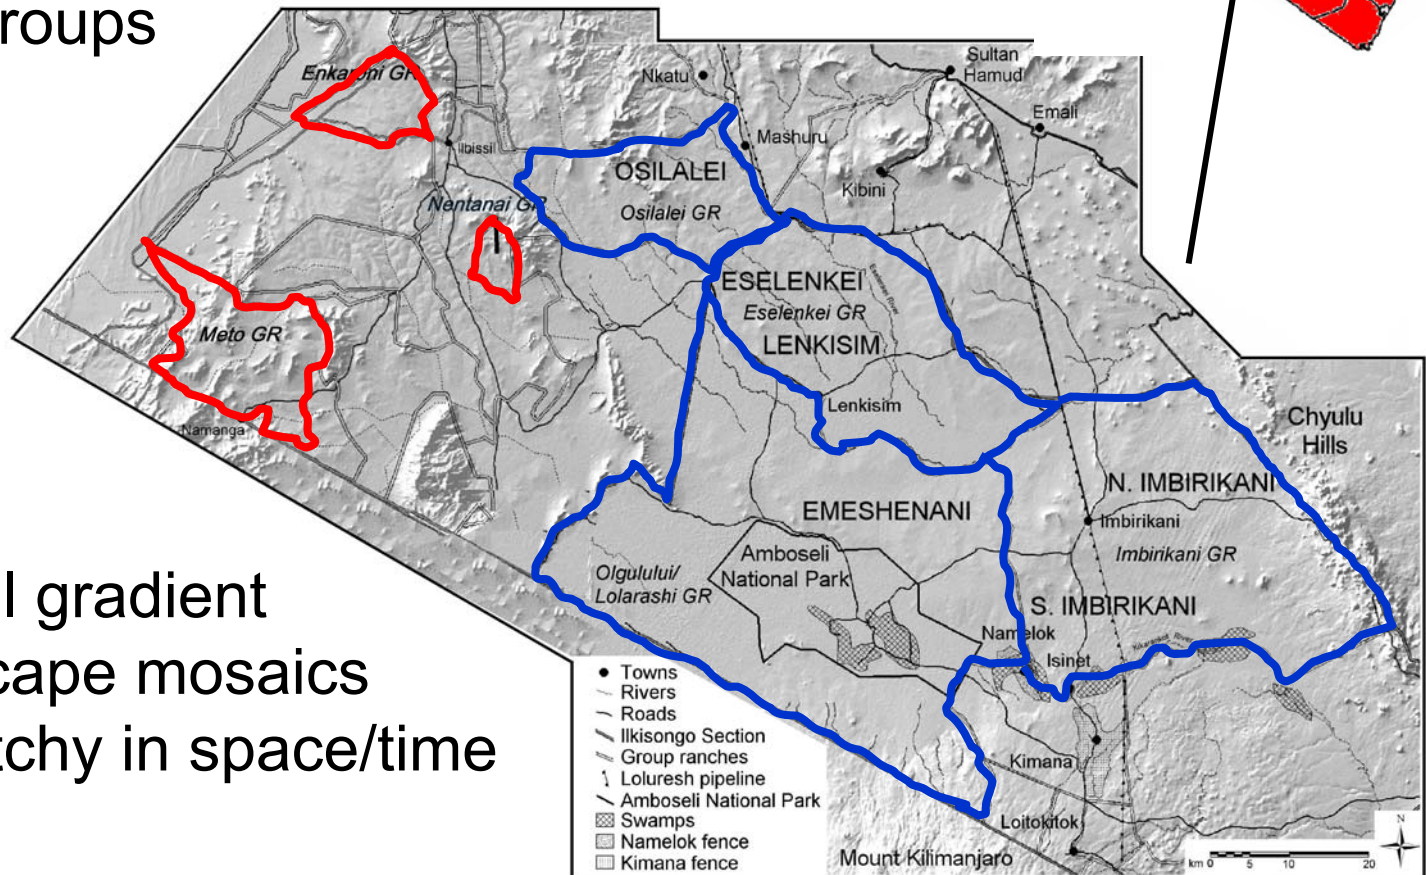 roups
Sultan
Hamud
Enkaroni GR
Nkatu
Emali
Mashuru
Ilbissil
OSILALEI
Kibini
Nentanai GR
Osilalei GR
ESELENKEI
Eselenkei GR
Meto GR
LENKISIM
Lenkisim
Chyulu
Hills
Namanga
N. IMBIRIKANI
EMESHENANI
Imbirikani
Amboseli
National Park
Imbirikani GR
Olgulului/
Lolarashi GR
l gradient
S. IMBIRIKANI
Namelok
Isinet
cape mosaics
tchy in space/time
Towns
Rivers
Roads
Ilkisongo Section
Group ranches
Loluresh pipeline
Amboseli National Park
Swamps
Namelok fence
Kimana fence
Kimana
Loitokitok
Mount Kilimanjaro
N
km 0 5 10 20